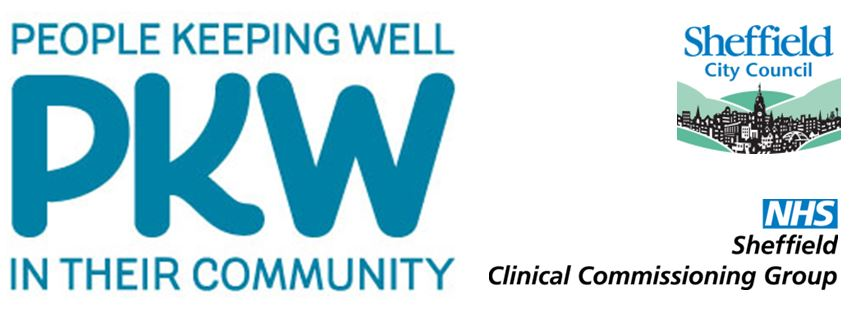 PEOPLE KEEPING WELL
PKW
IN THEIR COMMUNITY
Sheffield
City Council
NHS
Sheffield
Clinical Commissioning Group